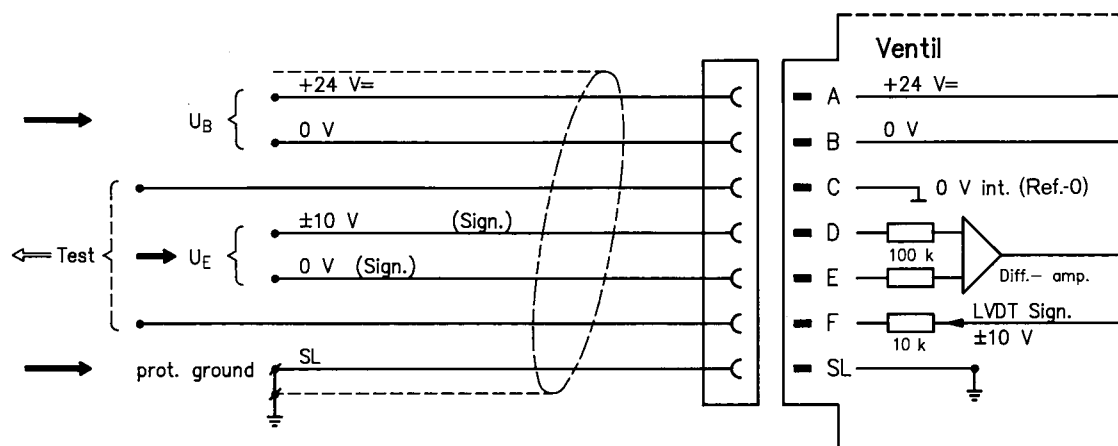 Ventil
+24 V=
A
+24 V=
U_B
0 V
B
0 V
C
0 V int. (Ref.-0)
±10 V (Sign.)
D
100 k
Test
U_E
0 V (Sign.)
E
Diff.- amp.
F
LVDT Sign.
10 k
±10 V
prot. ground
SL
SL